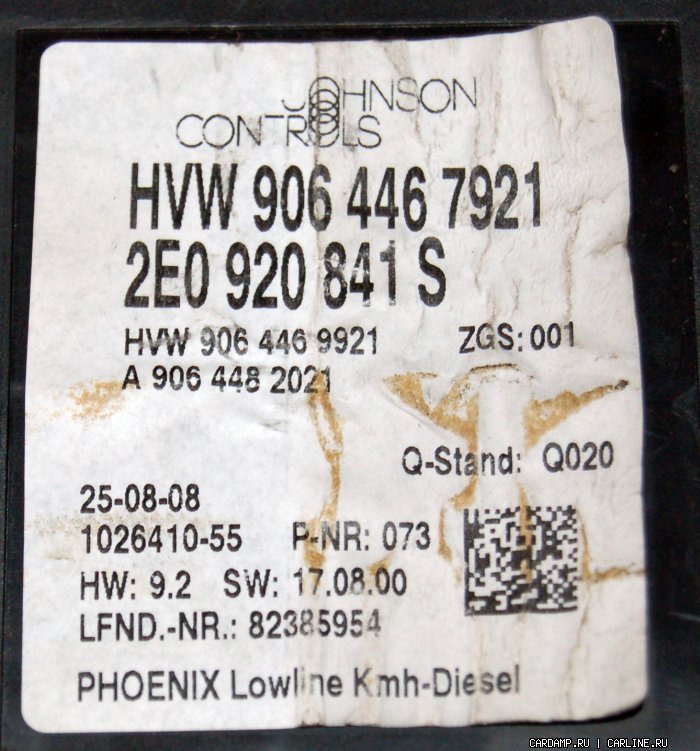 JOHNSON
CONTROLS
HVW 906 446 7921
2E0 920 841 S
HVW 906 446 9921 ZGS: 001
A 906 448 2021
Q-Stand: Q020
25-08-08
1026410-55 P-NR: 073
HW: 9.2 SW: 17.08.00
LFND.-NR.: 82385954
PHOENIX Lowline Kmh-Diesel
CARDAMP.RU | CARLINE.RU